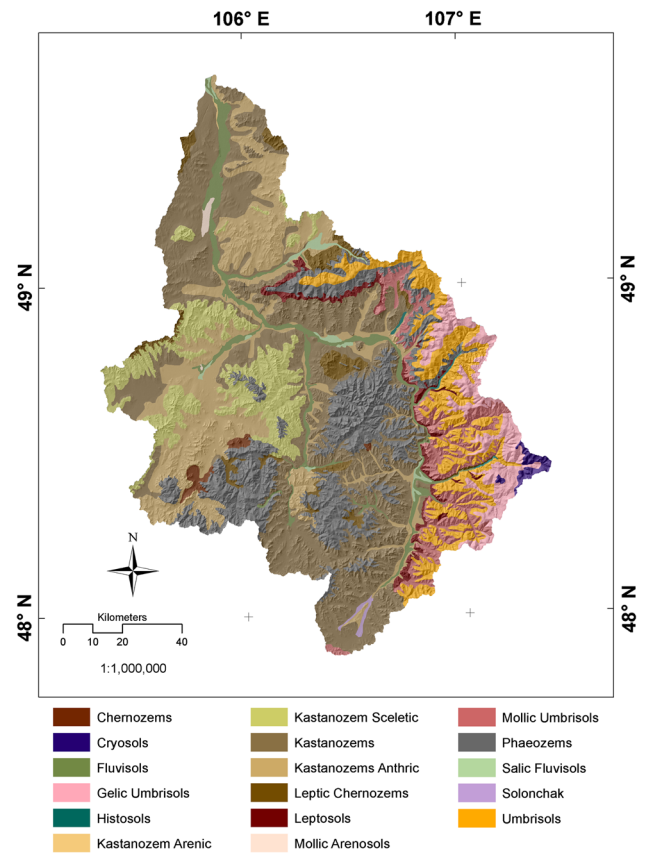 106° E 107° E
49° N 49° N
N
Kilometers
0 10 20 40
1:1,000,000
48° N 48° N
Chernozems Kastanozem Sceletic Mollic Umbrisols
Cryosols Kastanozems Phaeozems
Fluvisols Kastanozems Anthric Salic Fluvisols
Gelic Umbrisols Leptic Chernozems Solonchak
Histosols Leptosols Umbrisols
Kastanozem Arenic Mollic Arenosols